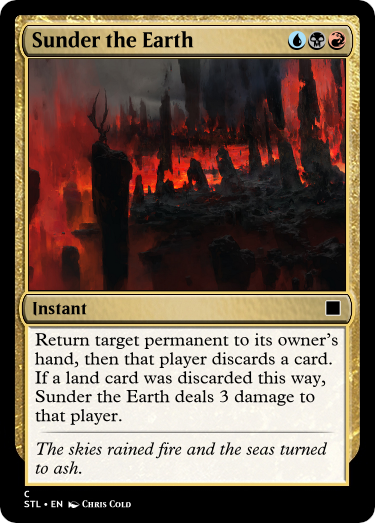 Sunder the Earth
Instant
Return target permanent to its owner's
hand, then that player discards a card.
If a land card was discarded this way,
Sunder the Earth deals 3 damage to
that player.
The skies rained fire and the seas turned
to ash.
C
STL • EN Chris Cold